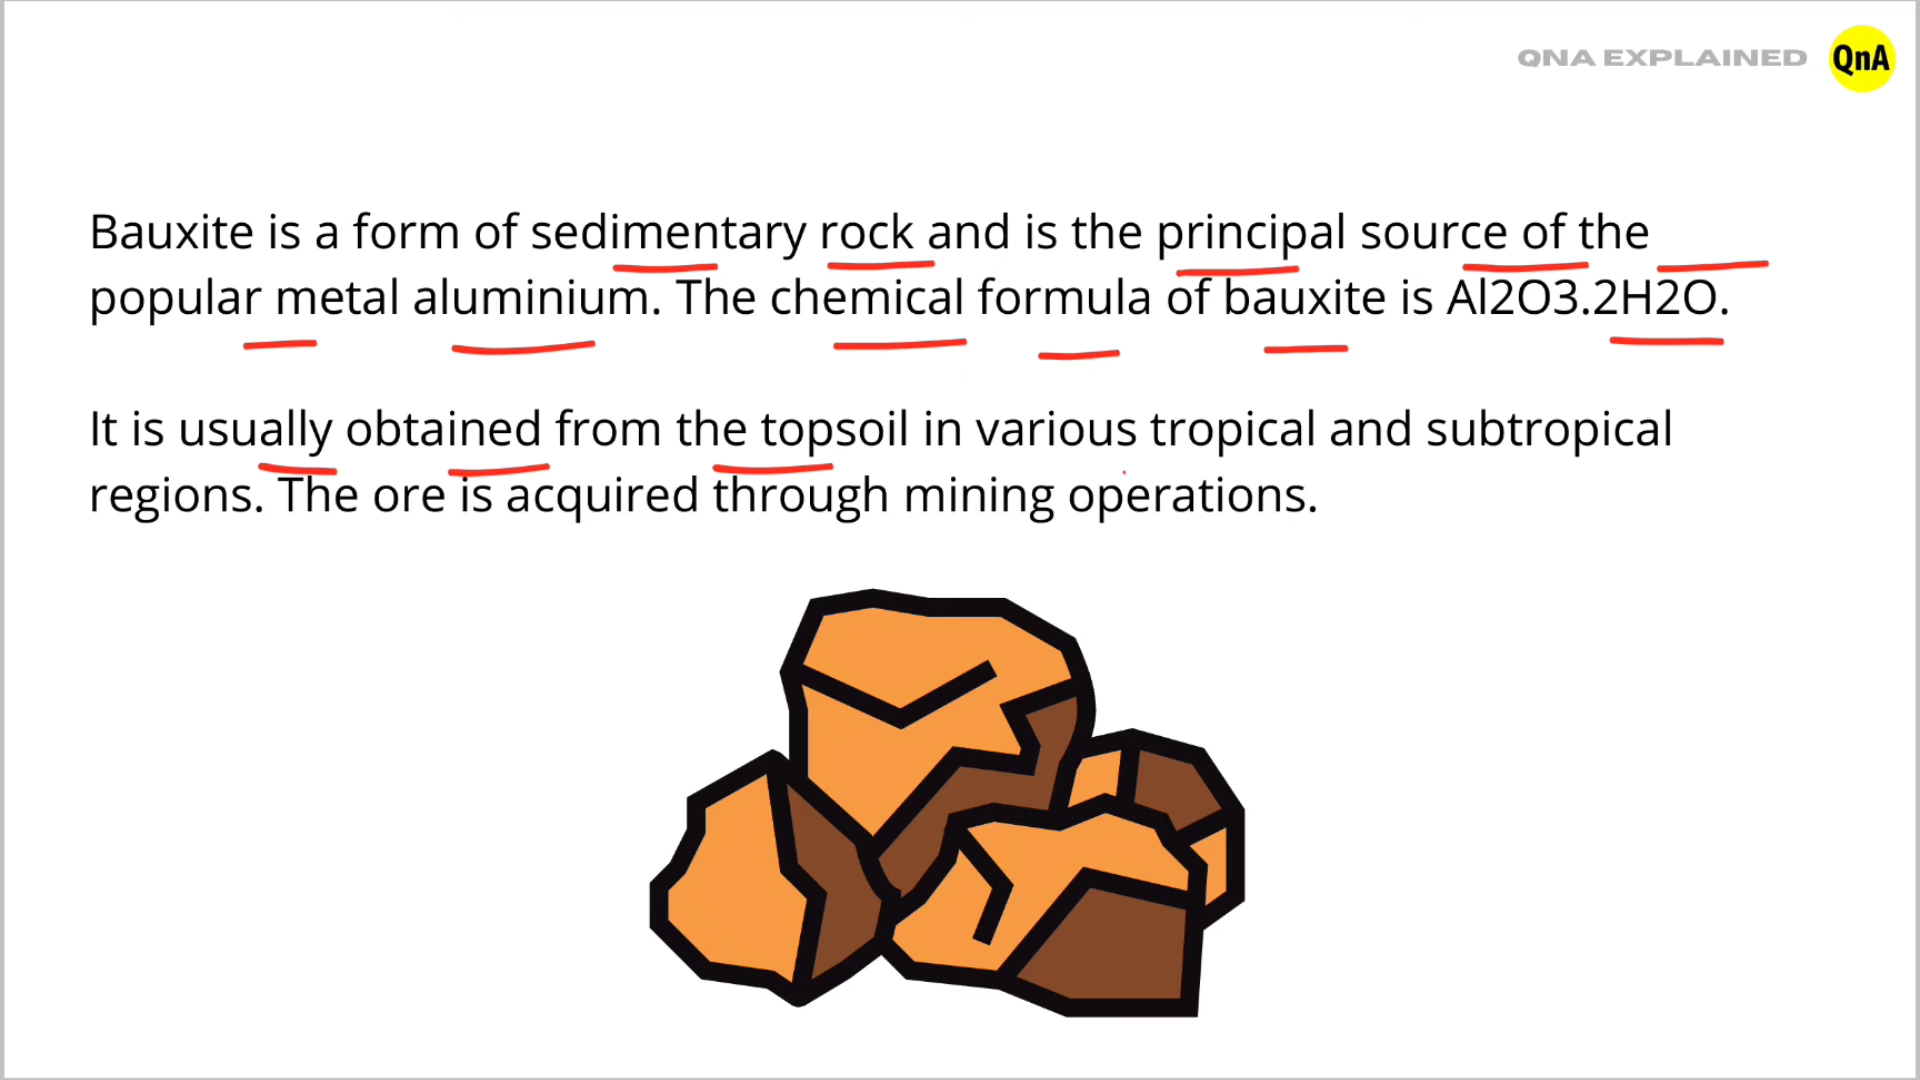 QNA EXPLAINED QnA
Bauxite is a form of sedimentary rock and is the principal source of the
popular metal aluminium. The chemical formula of bauxite is Al2O3.2H2O.
It is usually obtained from the topsoil in various tropical and subtropical
regions. The ore is acquired through mining operations.